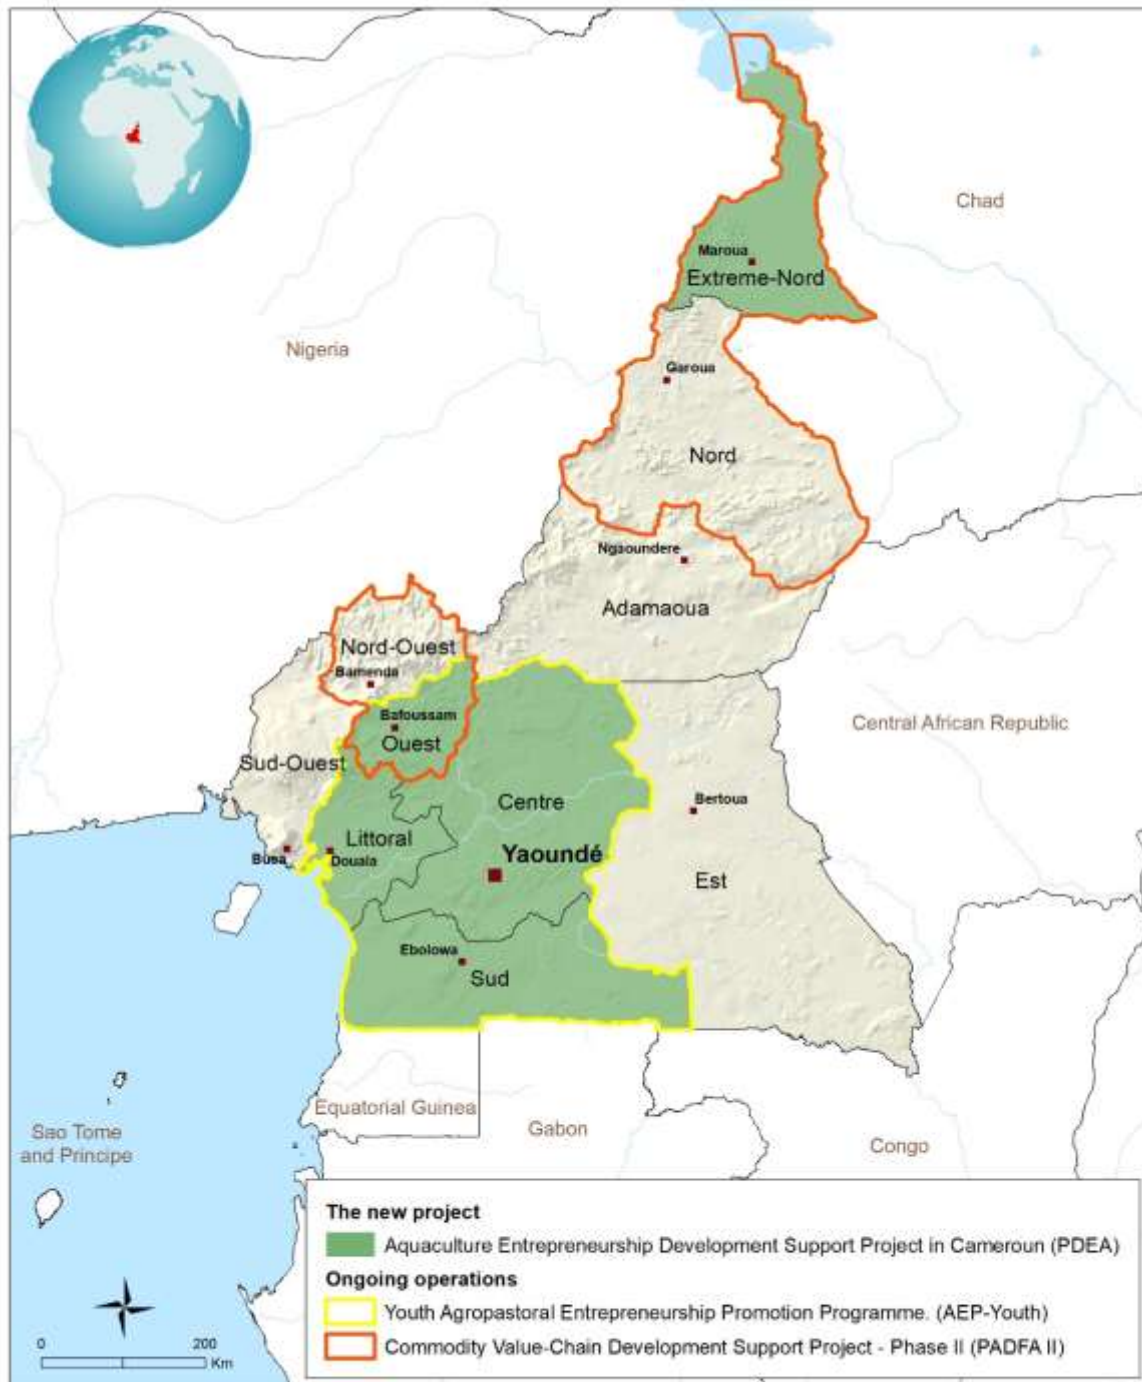 Chad
Maroua
Extreme-Nord
Nigeria
Garoua
Nord
Ngaoundere
Adamaoua
Nord-Ouest
Bamenda
Bafoussam
Ouest
Central African Republic
Sud-Ouest
Centre
Bertoua
Littoral
Buea
Douala
Yaoundé
Est
Ebolowa
Sud
Equatorial Guinea
Gabon
Sao Tome
and Principe
Congo
The new project
Aquaculture Entrepreneurship Development Support Project in Cameroun (PDEA)
Ongoing operations
Youth Agropastoral Entrepreneurship Promotion Programme. (AEP-Youth)
Commodity Value-Chain Development Support Project - Phase II (PADFA II)
0 200
Km